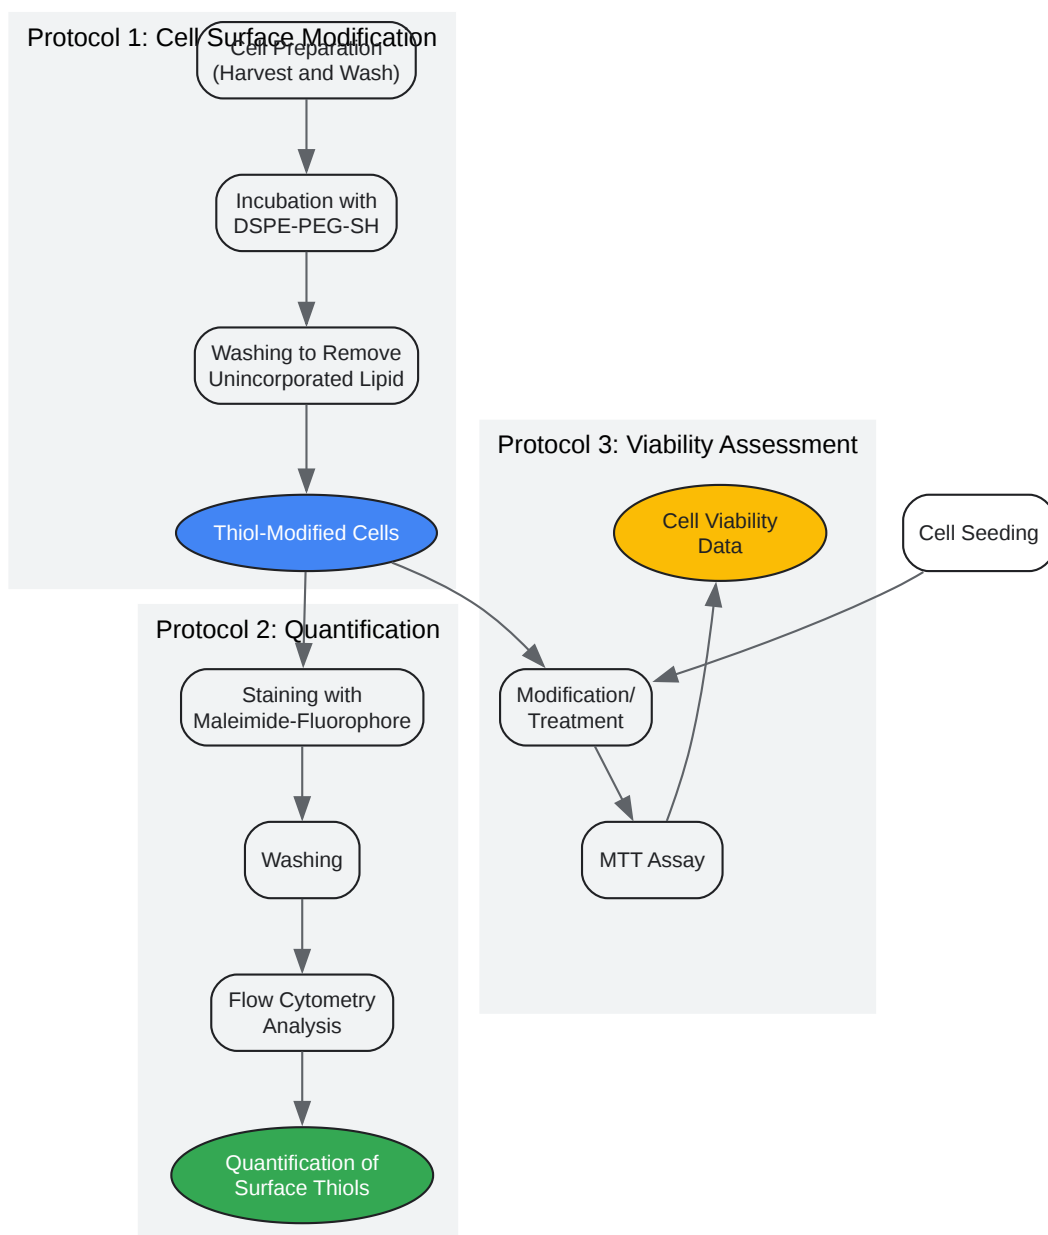 Protocol 1: Cell Surface Modification
Cell Preparation
(Harvest and Wash)
Incubation with
DSPE-PEG-SH
Washing to Remove
Unincorporated Lipid
Thiol-Modified Cells
Protocol 2: Quantification
Staining with
Maleimide-Fluorophore
Washing
Flow Cytometry
Analysis
Quantification of
Surface Thiols
Protocol 3: Viability Assessment
Cell Viability
Data
Modification/
Treatment
MTT Assay
Cell Seeding